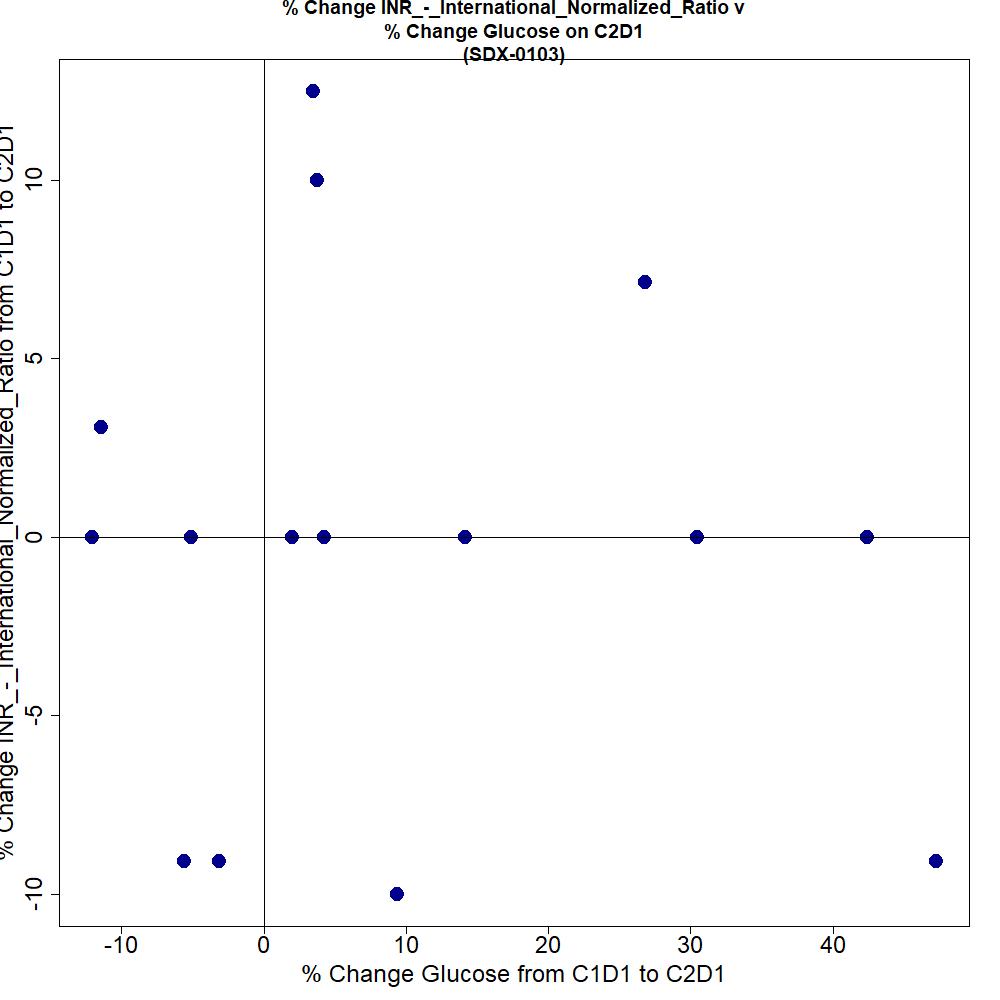 % Change INR_-_International_Normalized_Ratio v
% Change Glucose on C2D1
(SDX-0103)
% Change INR_-_International_Normalized_Ratio from C1D1 to C2D1
10
5
0
-5
-10
-10 0 10 20 30 40
% Change Glucose from C1D1 to C2D1